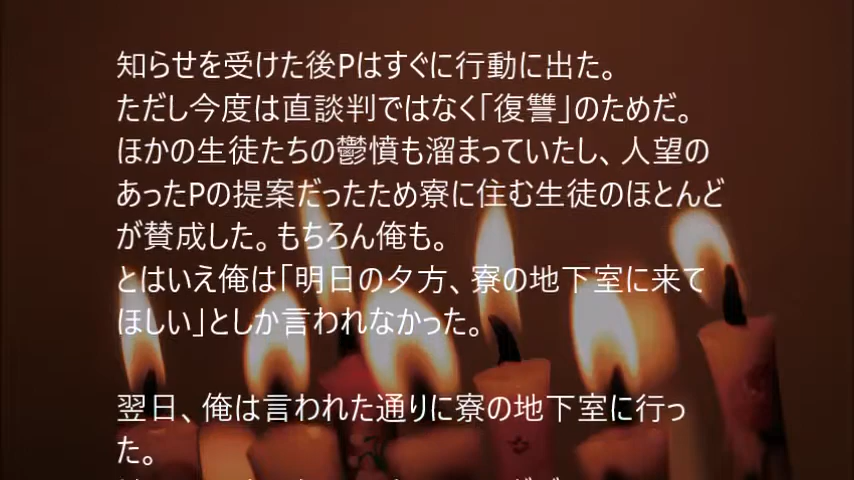 知らせを受けた後Pはすぐに行動に出た。
ただし今度は直談判ではなく「復讐」のためだ。
ほかの生徒たちの鬱憤も溜まっていたし、人望の
あったPの提案だったため寮に住む生徒のほとんど
が賛成した。もちろん俺も。
とはいえ俺は「明日の夕方、寮の地下室に来て
ほしい」としか言われなかった。
翌日、俺は言われた通りに寮の地下室に行っ
た。